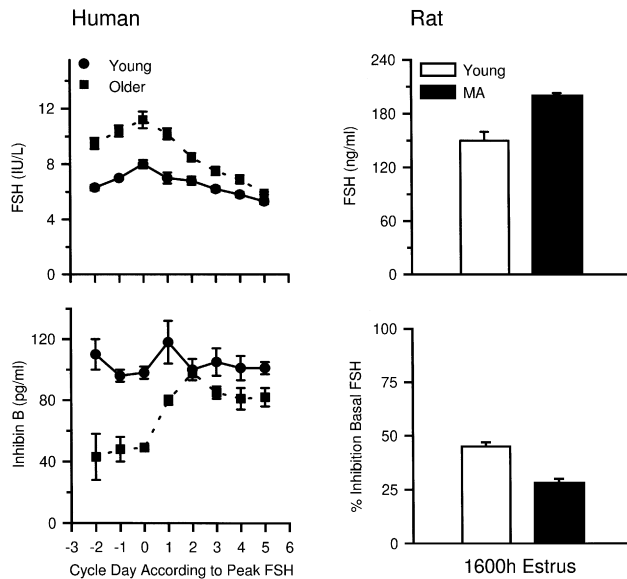 Human
Rat
Young
Older
12
8
4
0
FSH (IU/L)
Young
MA
240
180
120
60
0
FSH (ng/ml)
120
80
40
0
Inhibin B (pg/ml)
-3 -2 -1 0 1 2 3 4 5 6
Cycle Day According to Peak FSH
100
75
50
25
0
% Inhibition Basal FSH
1600h Estrus